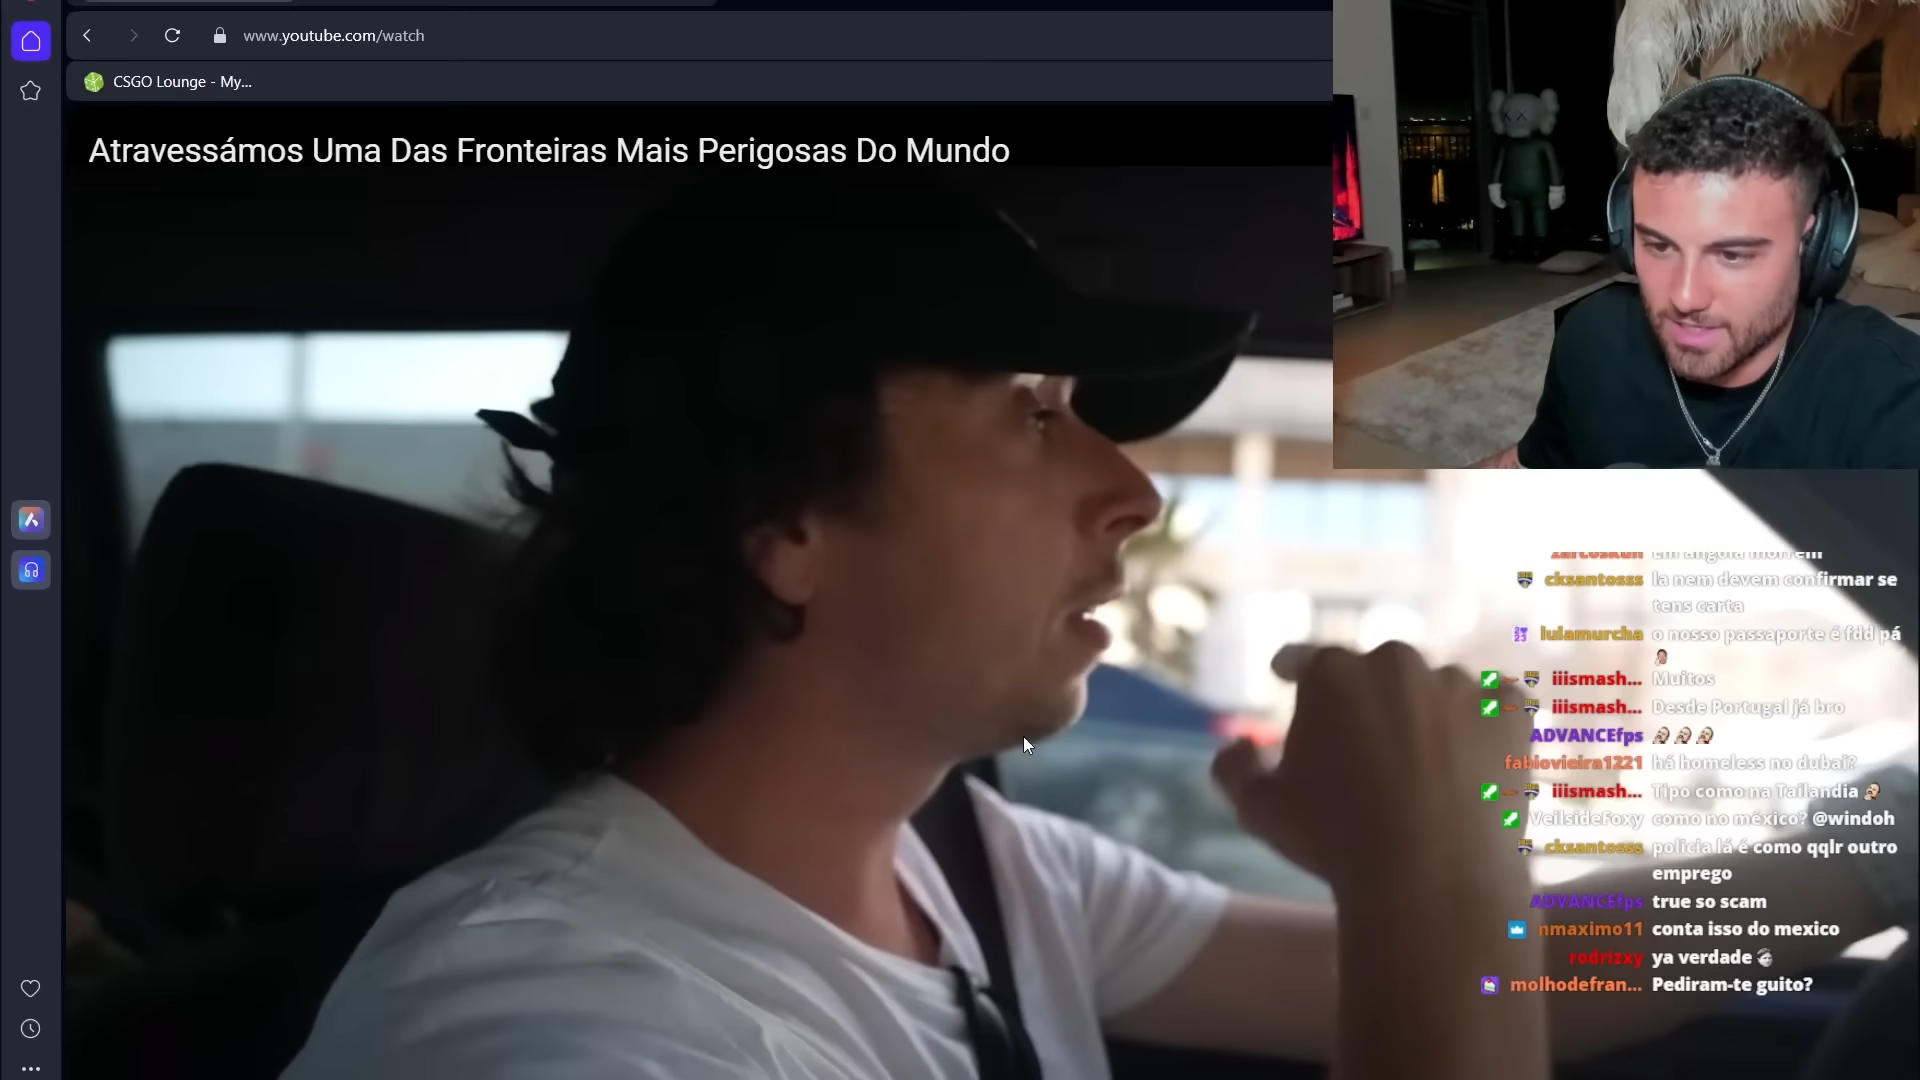 www.youtube.com/watch
CSGO Lounge - My...
Atravessámos Uma Das Fronteiras Mais Perigosas Do Mundo
cksantosss la nem devem confirmar se
tens carta
lulamurcha o nosso passaporte é fdd pá
iiismash... Muitos
iiismash... Desde Portugal já bro
ADVANCEfps
fabiovieira1221 há homeless no dubai?
iiismash... Tipo como na Tailandia
VeilsideFoxy como no méxico? @windoh
cksantosss policia lá é como qqlr outro
emprego
ADVANCEfps true so scam
nmaximo11 conta isso do mexico
rodrizxy ya verdade
molhodefran... Pediram-te guito?